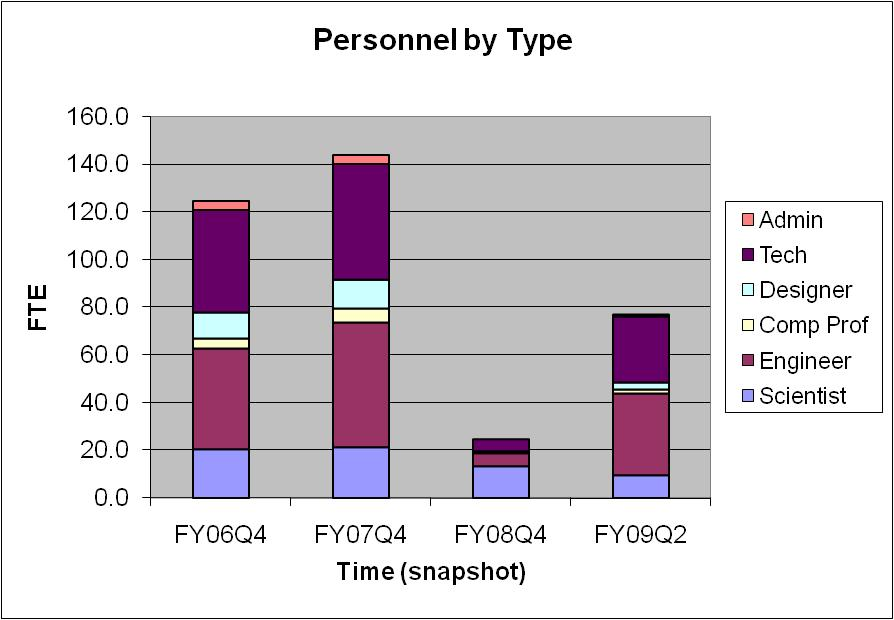 Personnel by Type
160.0
140.0
120.0
100.0
80.0
60.0
40.0
20.0
0.0
FTE
FY06Q4 FY07Q4 FY08Q4 FY09Q2
Time (snapshot)
Admin
Tech
Designer
Comp Prof
Engineer
Scientist